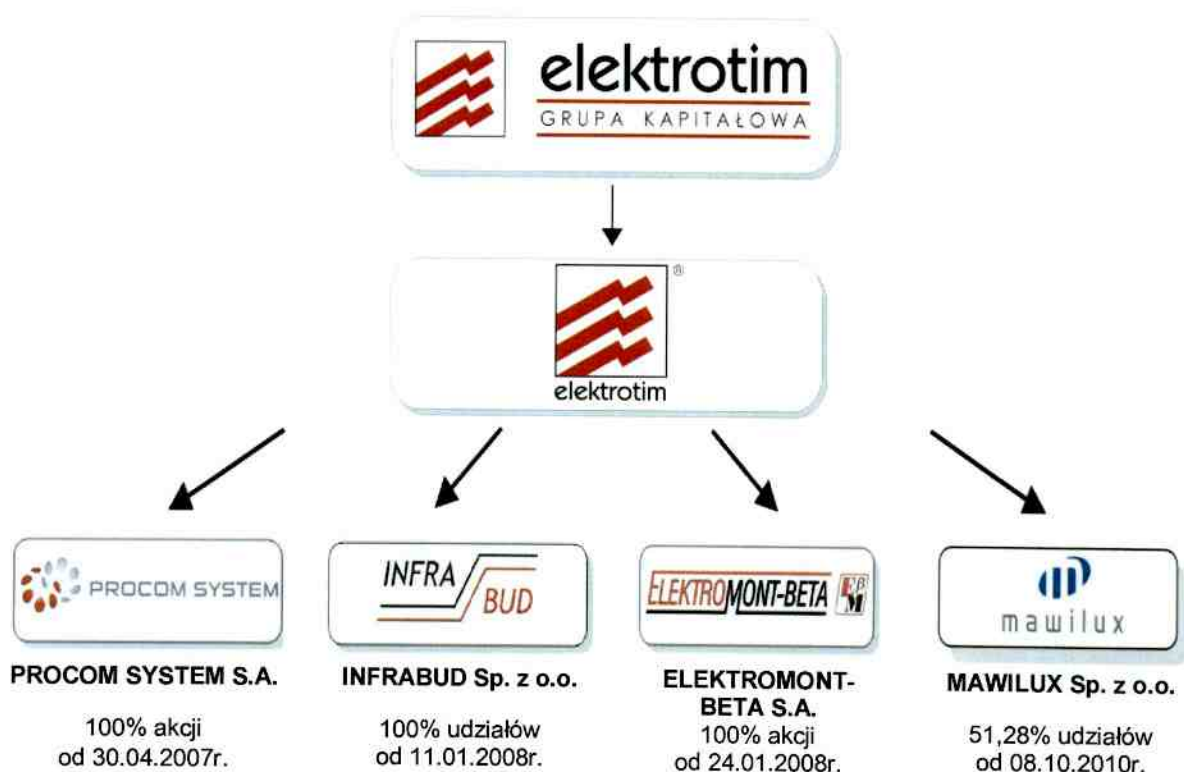 elektrotim
GRUPA KAPITAŁOWA
®
elektrotim
PROCOM SYSTEM
INFRA
BUD
ELEKTROMONT-BETA EβM
mawilux
PROCOM SYSTEM S.A.
100% akcji
od 30.04.2007r.
INFRABUD Sp. z o.o.
100% udziałów
od 11.01.2008r.
ELEKTROMONT-
BETA S.A.
100% akcji
od 24.01.2008r.
MAWILUX Sp. z o.o.
51,28% udziałów
od 08.10.2010r.